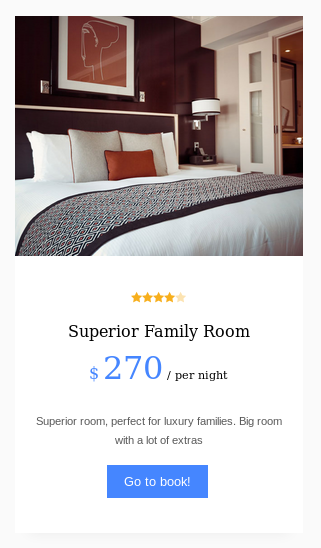 Superior Family Room
$ 270 / per night
Superior room, perfect for luxury families. Big room
with a lot of extras
Go to book!